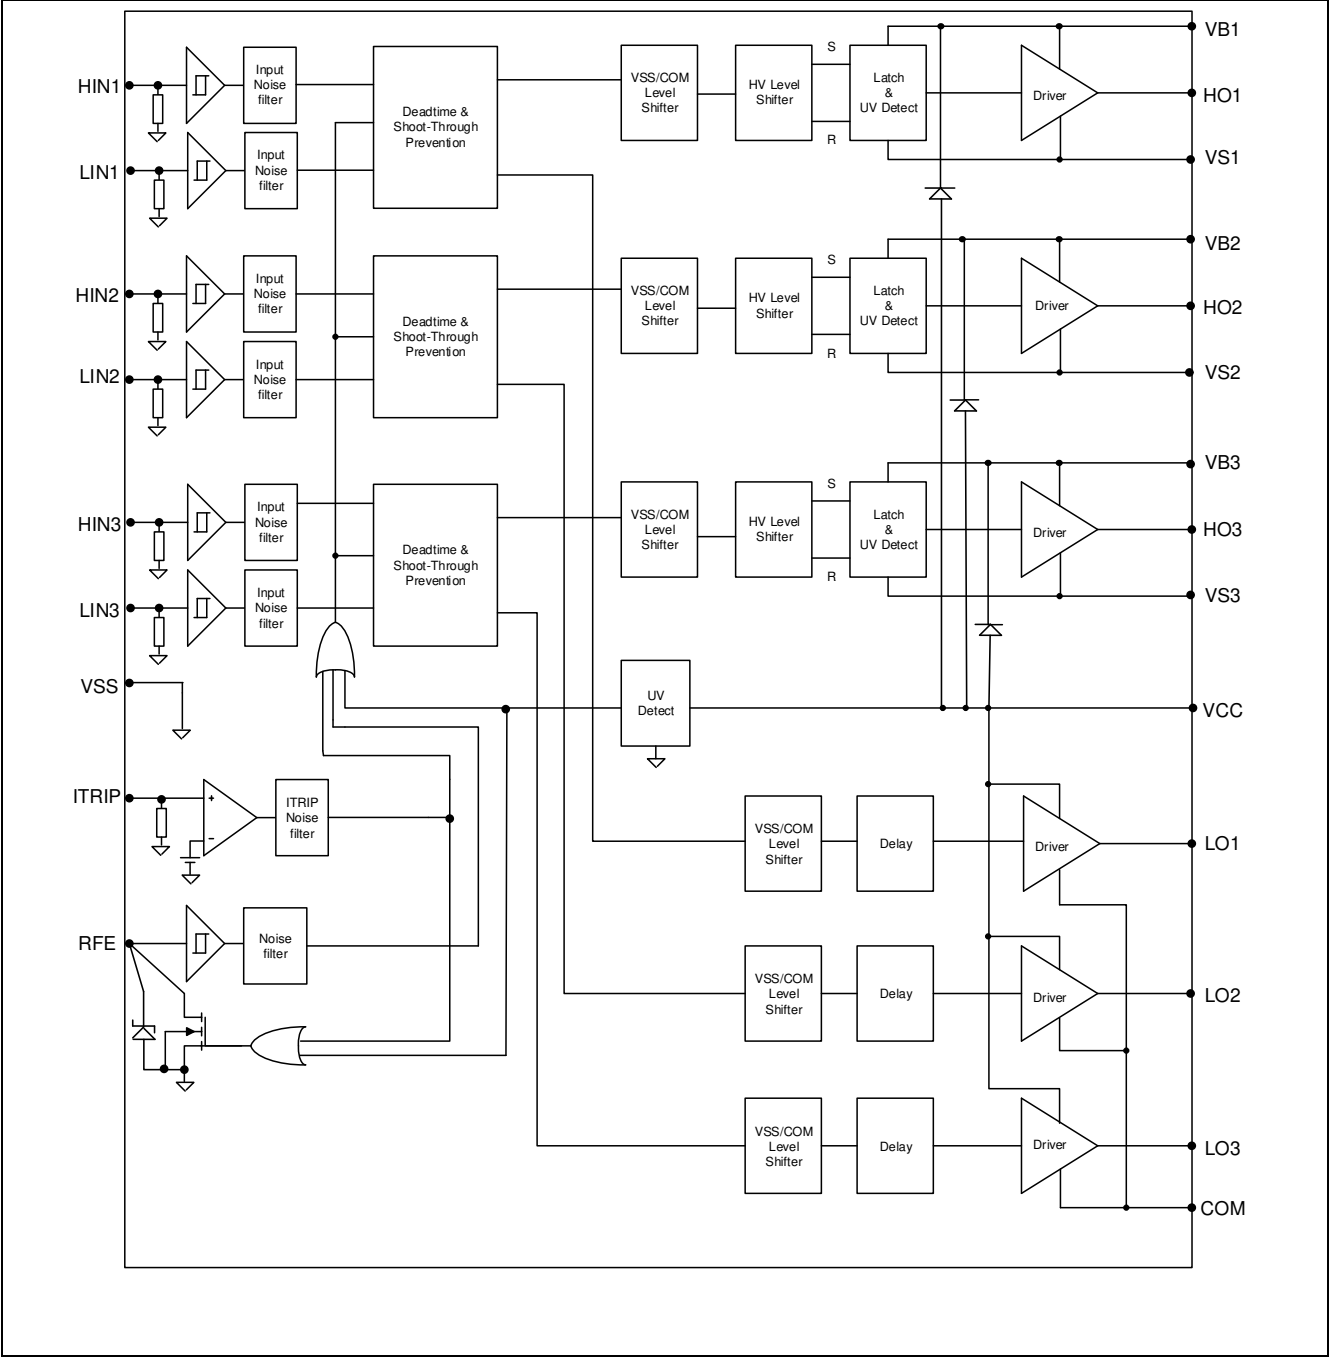 HIN1
Input
Noise
filter
LIN1
Input
Noise
filter
Deadtime &
Shoot-Through
Prevention
VSS/COM
Level
Shifter
HV Level
Shifter
S
R
Latch
&
UV Detect
Driver
VB1
HO1
VS1
HIN2
Input
Noise
filter
LIN2
Input
Noise
filter
Deadtime &
Shoot-Through
Prevention
VSS/COM
Level
Shifter
HV Level
Shifter
S
R
Latch
&
UV Detect
Driver
VB2
HO2
VS2
HIN3
Input
Noise
filter
LIN3
Input
Noise
filter
Deadtime &
Shoot-Through
Prevention
VSS/COM
Level
Shifter
HV Level
Shifter
S
R
Latch
&
UV Detect
Driver
VB3
HO3
VS3
VSS
UV
Detect
VCC
ITRIP
+
−
ITRIP
Noise
filter
VSS/COM
Level
Shifter
Delay
Driver
LO1
RFE
Noise
filter
VSS/COM
Level
Shifter
Delay
Driver
LO2
VSS/COM
Level
Shifter
Delay
Driver
LO3
COM